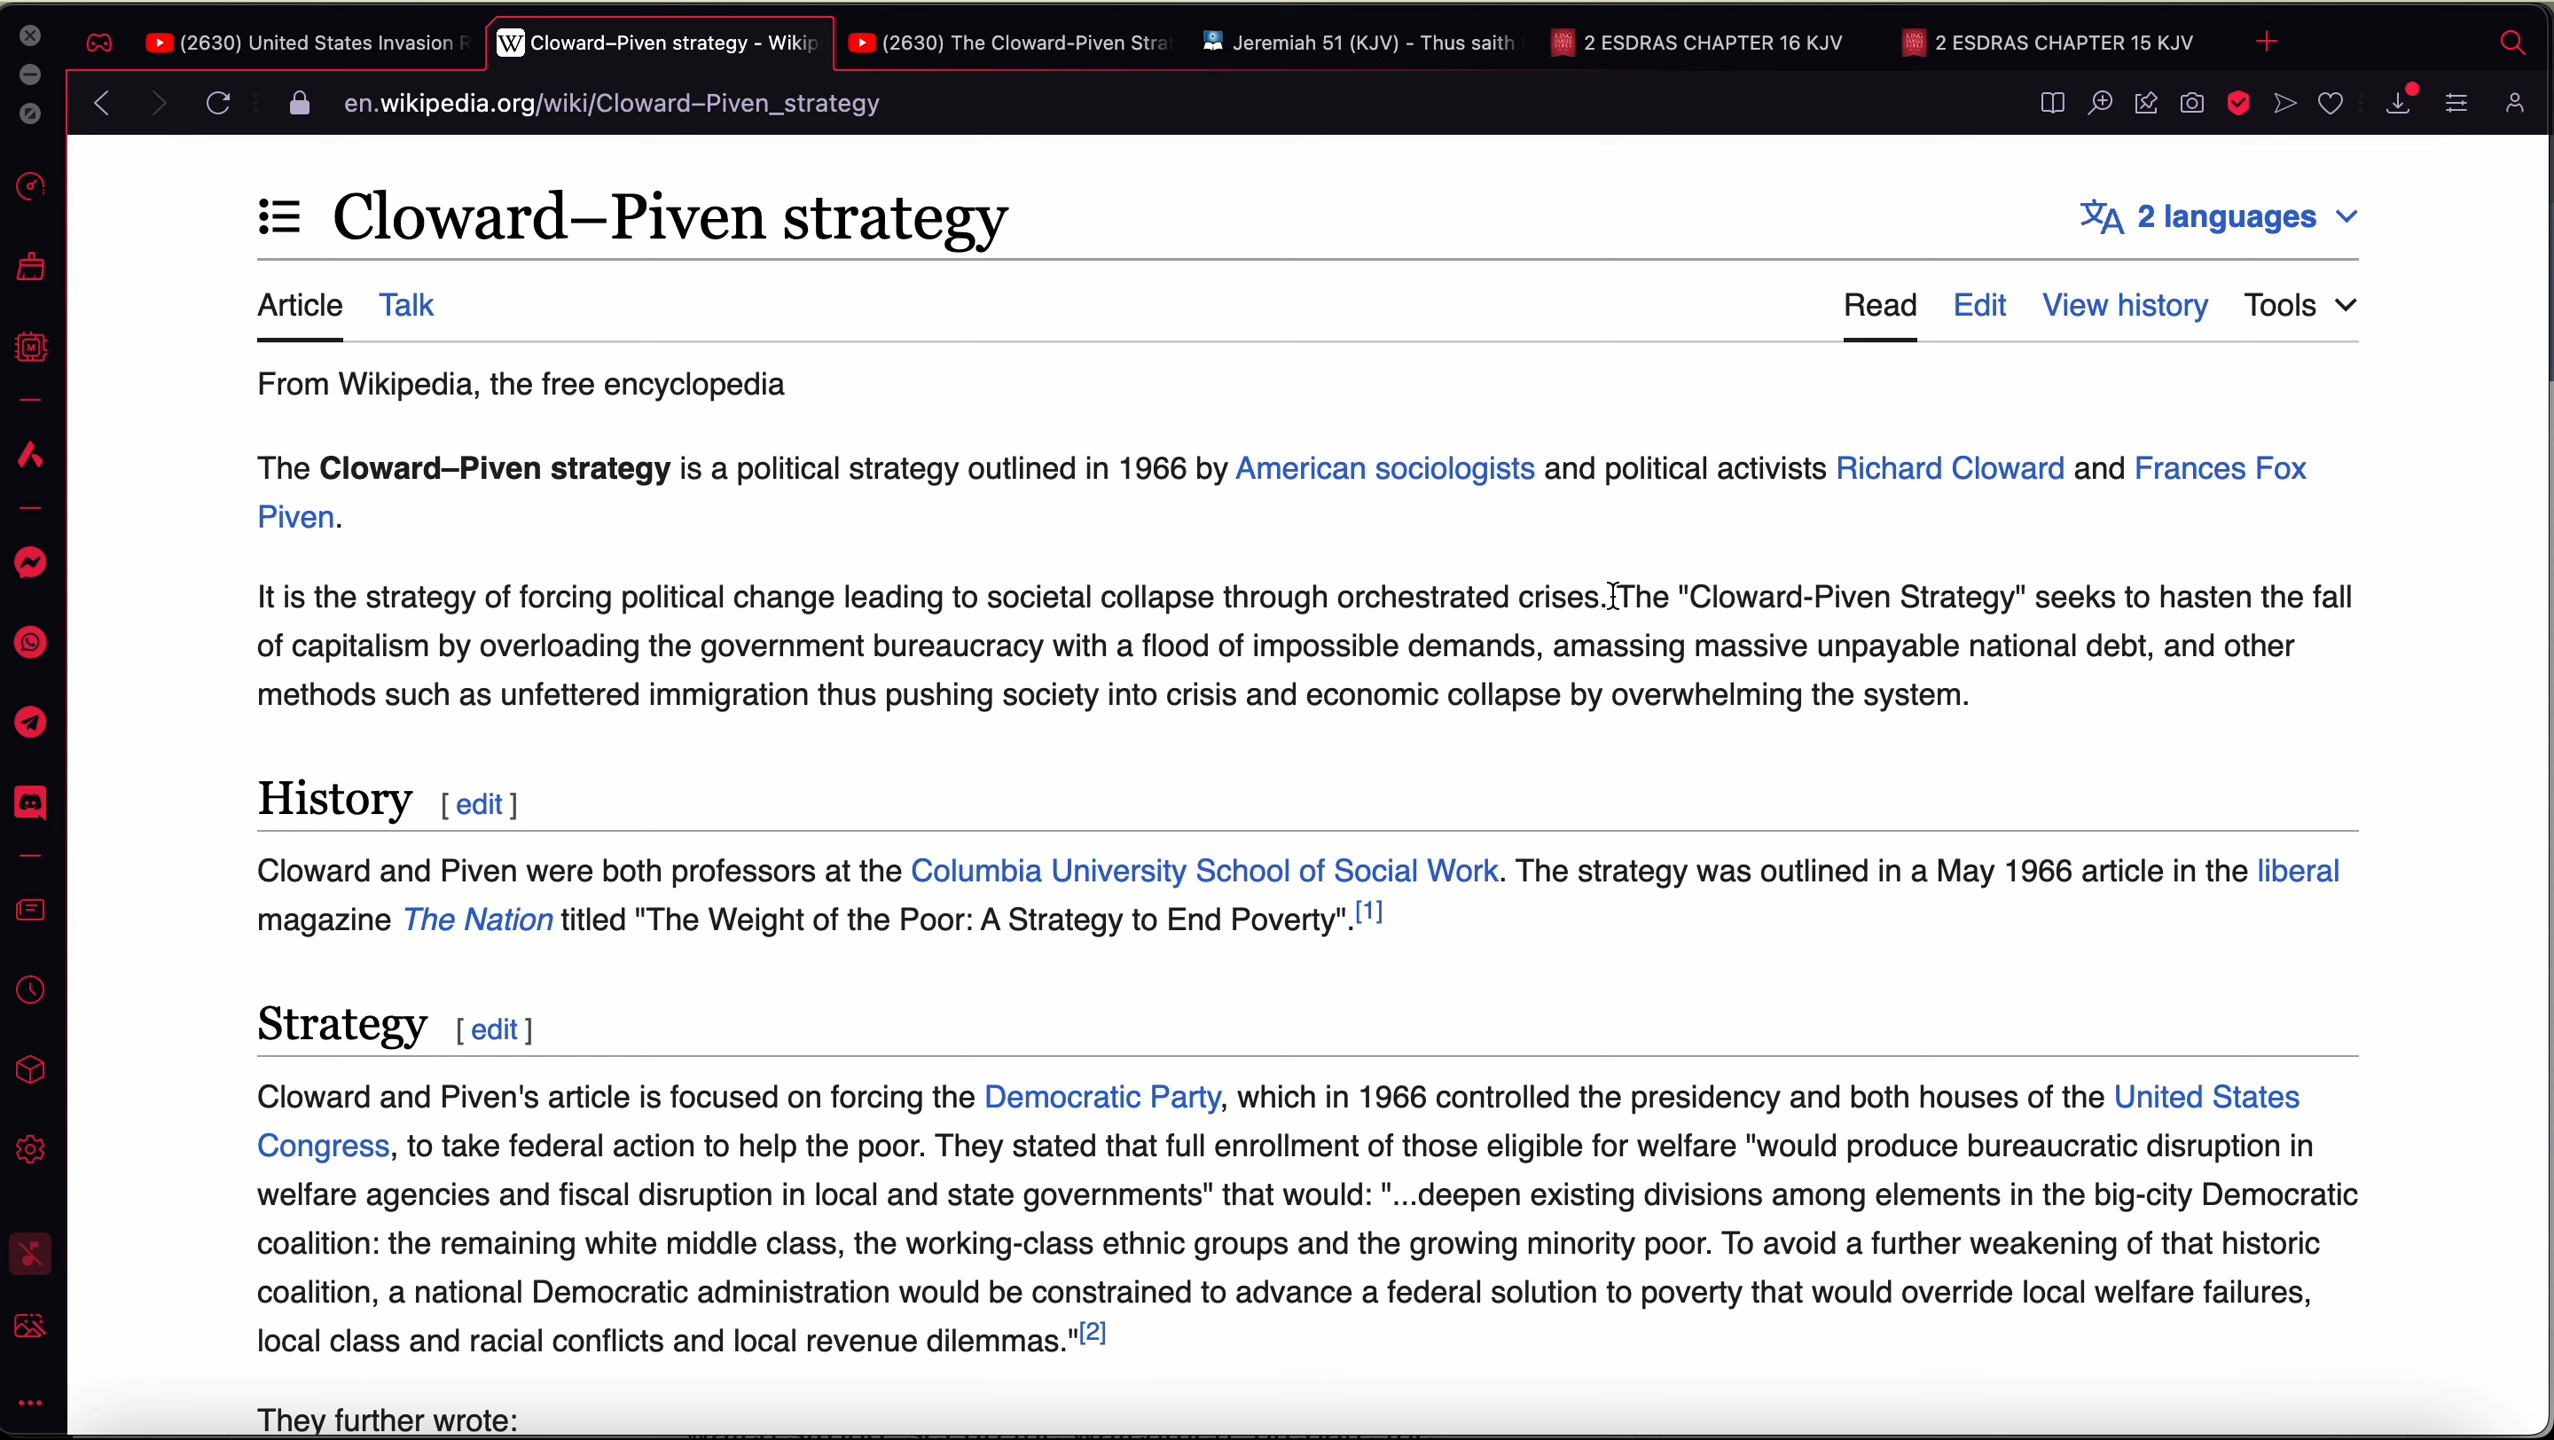 (2630) United States Invasion R
Cloward–Piven strategy - Wikip
(2630) The Cloward-Piven Stra
Jeremiah 51 (KJV) - Thus saith
2 ESDRAS CHAPTER 16 KJV
2 ESDRAS CHAPTER 15 KJV
en.wikipedia.org/wiki/Cloward–Piven_strategy
Cloward–Piven strategy
2 languages
Article Talk
Read Edit View history Tools
From Wikipedia, the free encyclopedia
The Cloward–Piven strategy is a political strategy outlined in 1966 by American sociologists and political activists Richard Cloward and Frances Fox
Piven.
It is the strategy of forcing political change leading to societal collapse through orchestrated crises. The "Cloward-Piven Strategy" seeks to hasten the fall
of capitalism by overloading the government bureaucracy with a flood of impossible demands, amassing massive unpayable national debt, and other
methods such as unfettered immigration thus pushing society into crisis and economic collapse by overwhelming the system.
History [ edit ]
Cloward and Piven were both professors at the Columbia University School of Social Work. The strategy was outlined in a May 1966 article in the liberal
magazine The Nation titled "The Weight of the Poor: A Strategy to End Poverty".[1]
Strategy [ edit ]
Cloward and Piven's article is focused on forcing the Democratic Party, which in 1966 controlled the presidency and both houses of the United States
Congress, to take federal action to help the poor. They stated that full enrollment of those eligible for welfare "would produce bureaucratic disruption in
welfare agencies and fiscal disruption in local and state governments" that would: "...deepen existing divisions among elements in the big-city Democratic
coalition: the remaining white middle class, the working-class ethnic groups and the growing minority poor. To avoid a further weakening of that historic
coalition, a national Democratic administration would be constrained to advance a federal solution to poverty that would override local welfare failures,
local class and racial conflicts and local revenue dilemmas."[2]
They further wrote: